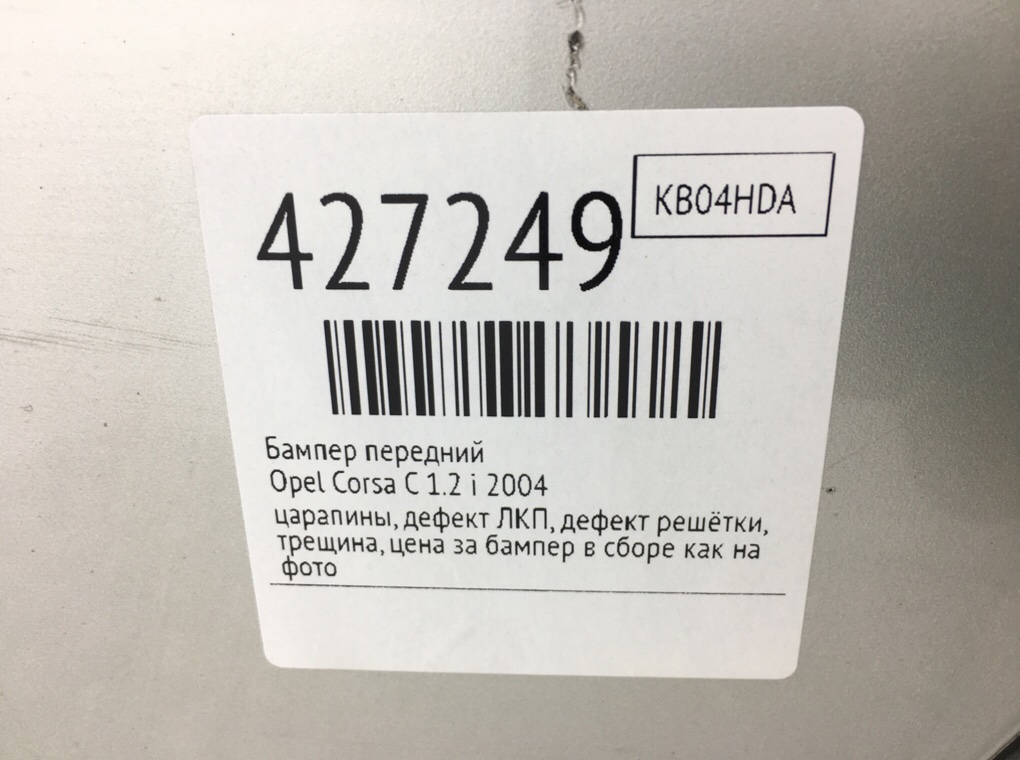 427249
KB04HDA
Бампер передний
Opel Corsa C 1.2 i 2004
царапины, дефект ЛКП, дефект решётки,
трещина, цена за бампер в сборе как на
фото